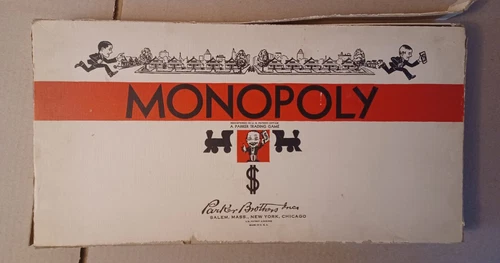 MONOPOLY
A PARKER TRADING GAME
$
Parker Brothers Inc.
SALEM, MASS., NEW YORK, CHICAGO